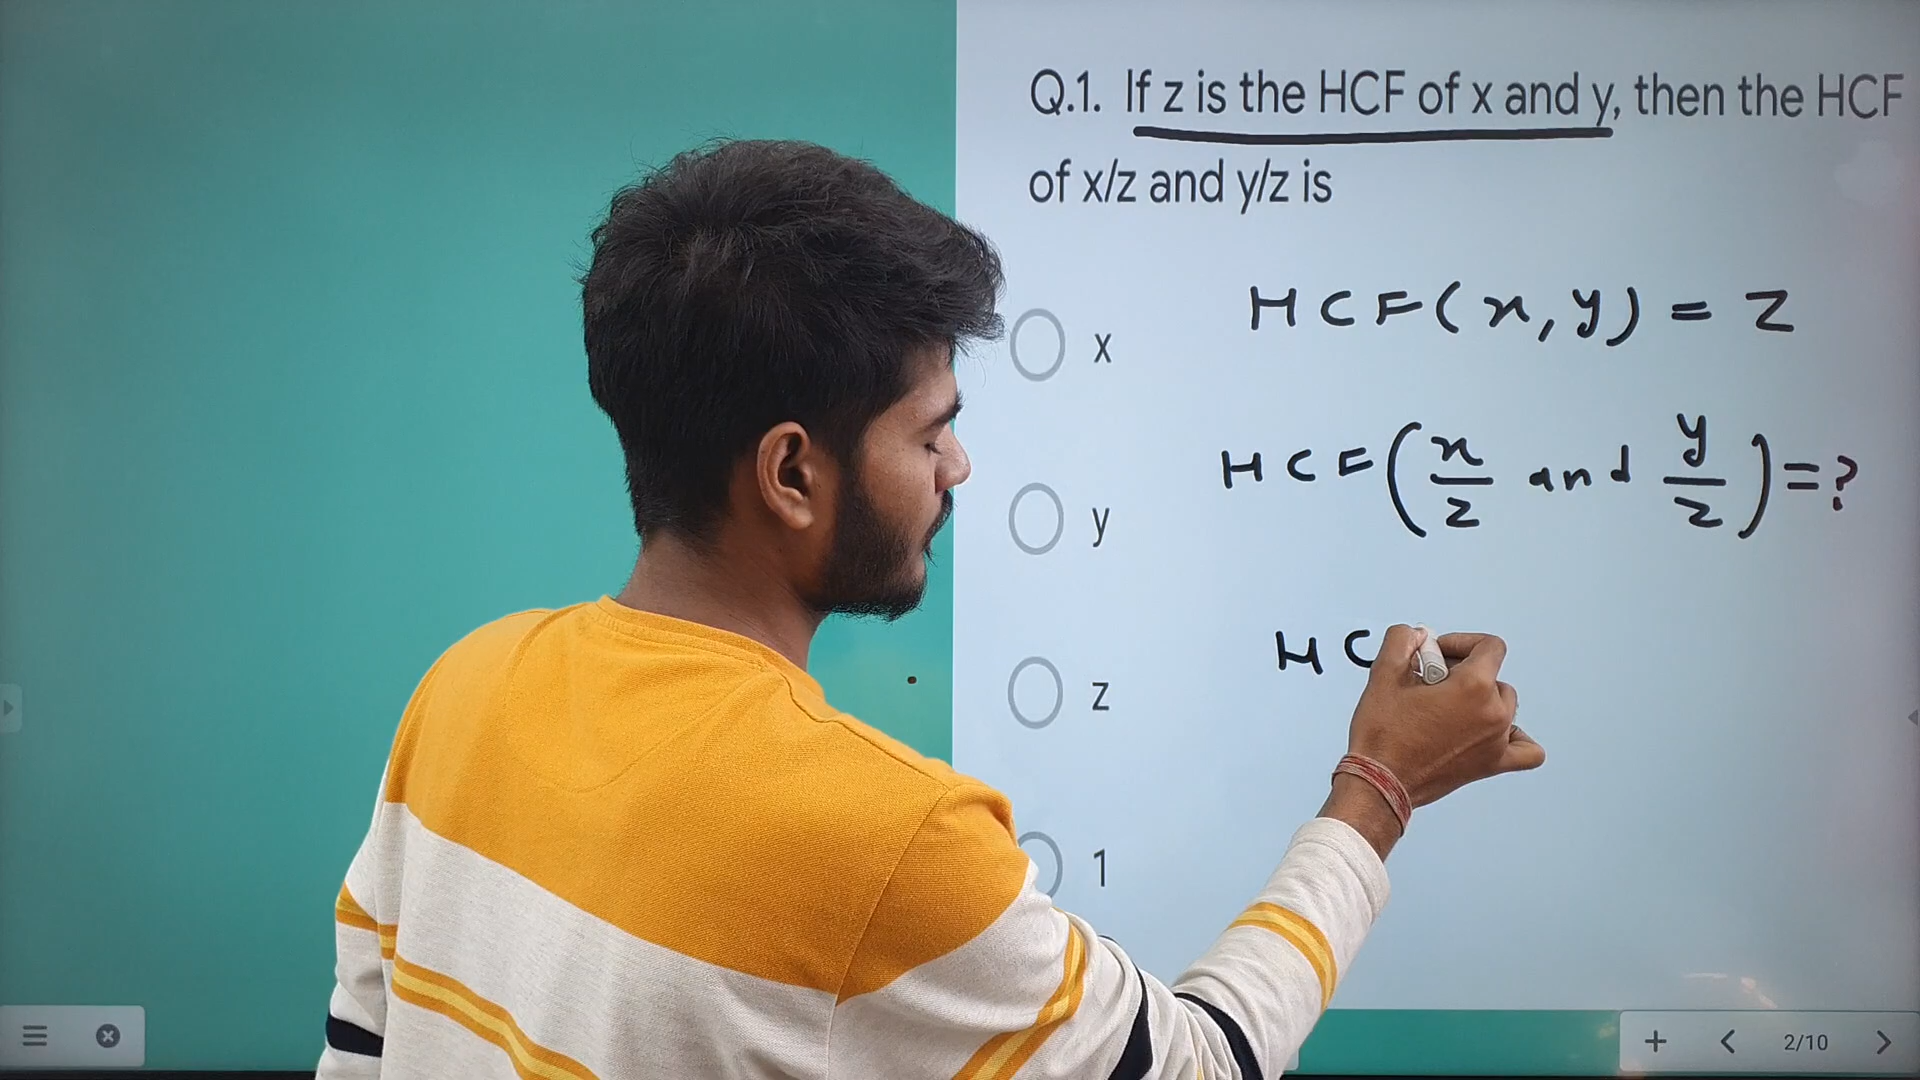 Q.1. If z is the HCF of x and y, then the HCF
of x/z and y/z is
x
HCF(x,y) = z
y
HCF(x/z and y/z)=?
z
HC
1
2/10